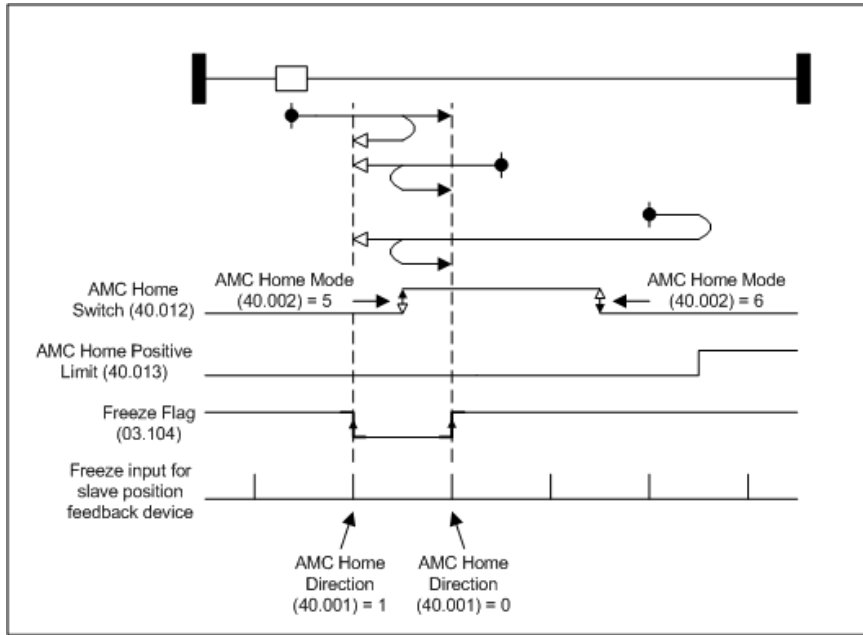 AMC Home Mode
(40.002) = 5
AMC Home Mode
(40.002) = 6
AMC Home
Switch (40.012)
AMC Home Positive
Limit (40.013)
Freeze Flag
(03.104)
Freeze input for
slave position
feedback device
AMC Home
Direction
(40.001) = 1
AMC Home
Direction
(40.001) = 0